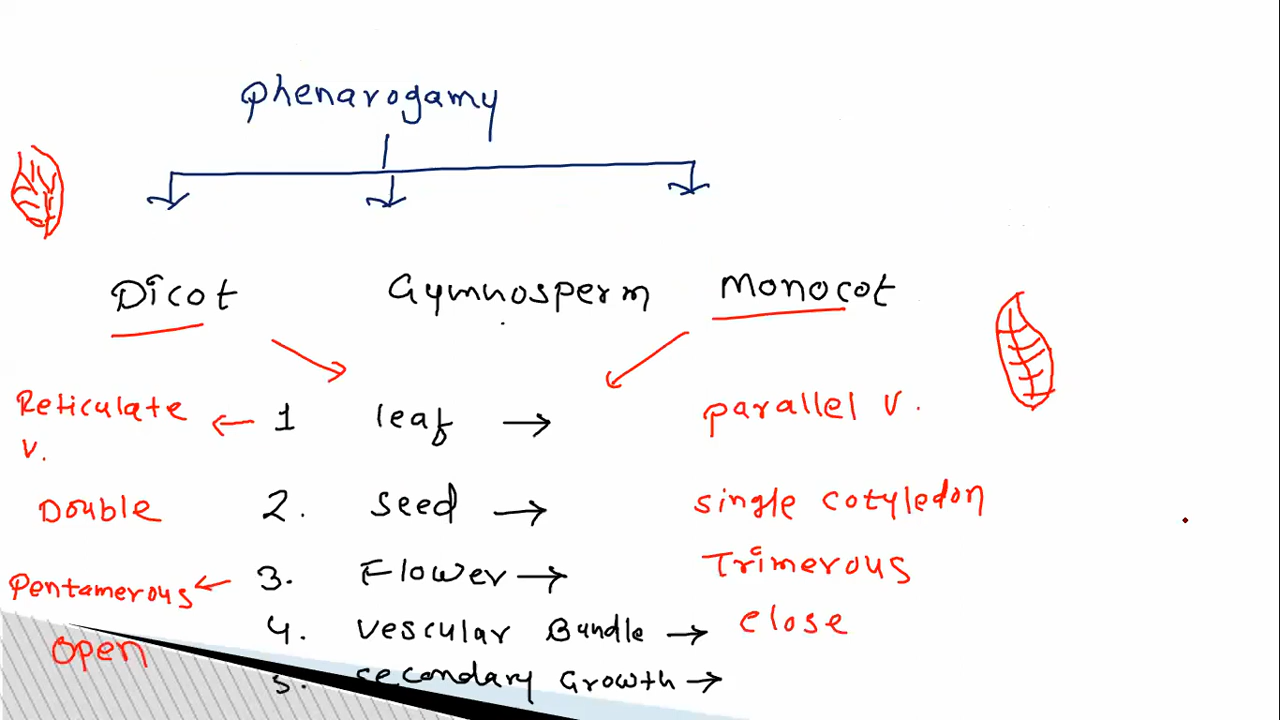 phenarogamy
Dicot Gymnosperm Monocot
Reticulate v. ← 1 leaf → parallel v.
Double 2. seed → single cotyledon
Pentamerous ← 3. Flower → Trimerous
Open 4. vescular Bundle → close
5. secondary Growth →